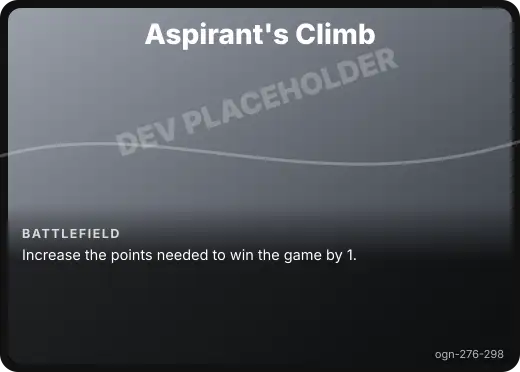 Aspirant's Climb
DEV PLACEHOLDER
BATTLEFIELD
Increase the points needed to win the game by 1.
ogn-276-298